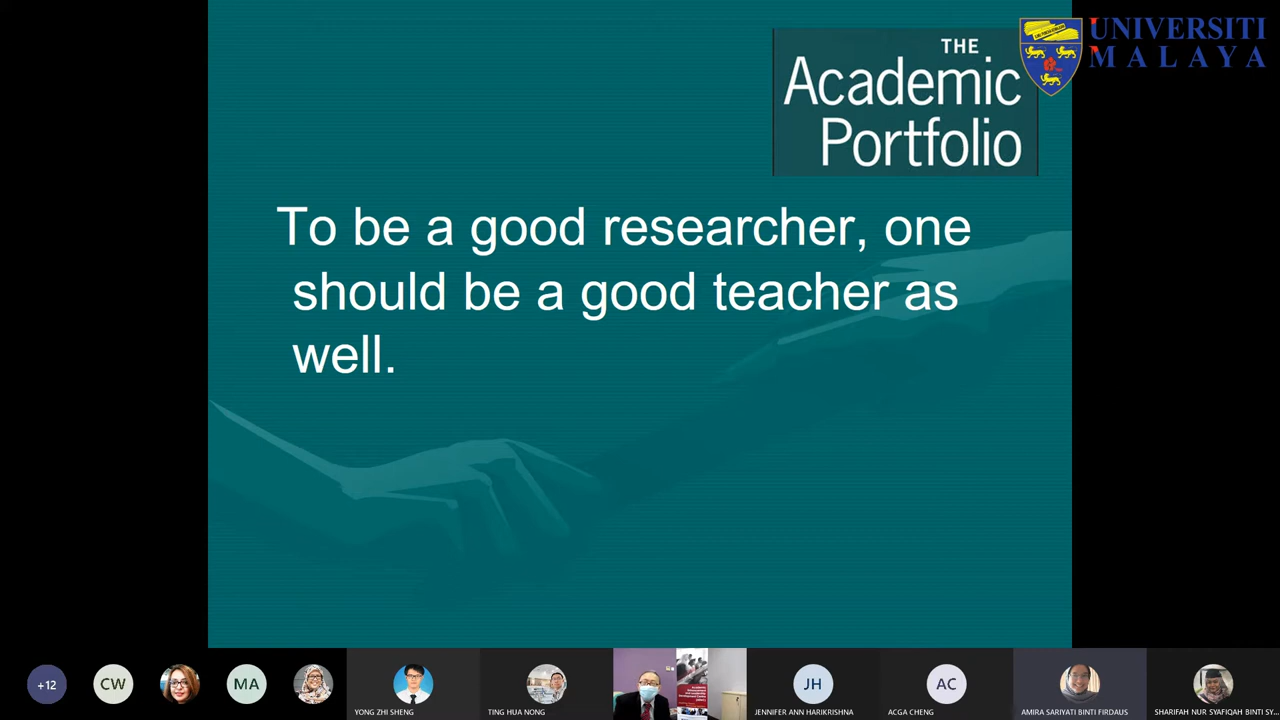 THE
Academic
Portfolio
UNIVERSITI
MALAYA
To be a good researcher, one
should be a good teacher as
well.
+12
CW
MA
JH
AC
YONG ZHI SHENG
TING HUA NONG
JENNIFER ANN HARIKRISHNA
ACGA CHENG
AMIRA SARIYATI BINTI FIRDAUS
SHARIFAH NUR SYAFIQAH BINTI SY...